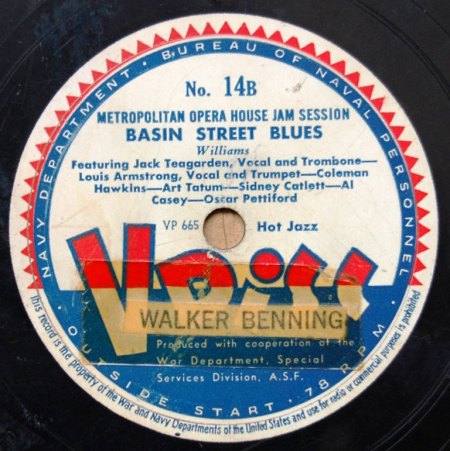 NAVY DEPARTMENT · BUREAU OF NAVAL PERSONNEL
No. 14B
METROPOLITAN OPERA HOUSE JAM SESSION
BASIN STREET BLUES
Williams
Featuring Jack Teagarden, Vocal and Trombone—
Louis Armstrong, Vocal and Trumpet—Coleman
Hawkins—Art Tatum—Sidney Catlett—Al
Casey—Oscar Pettiford
VP 665
Hot Jazz
V Disc
WALKER BENNING
Produced with cooperation of the
War Department, Special
Services Division, A.S.F.
OUTSIDE START · 78 RPM
This record is the property of the War and Navy Departments of the United States and use for radio or commercial purposes is prohibited